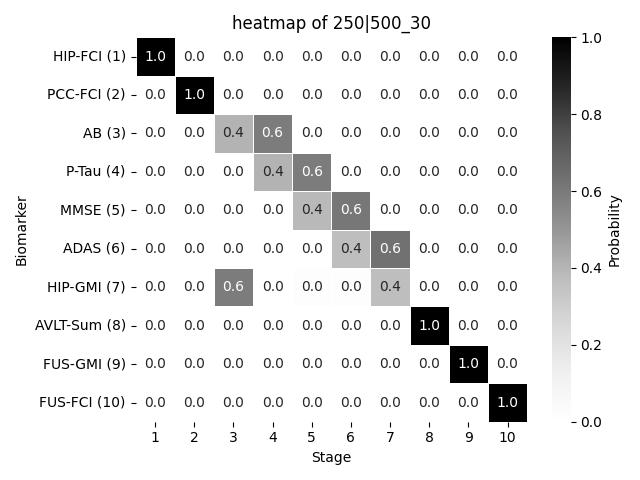 heatmap of 250|500_30
HIP-FCI (1) 1.0 0.0 0.0 0.0 0.0 0.0 0.0 0.0 0.0 0.0
PCC-FCI (2) 0.0 1.0 0.0 0.0 0.0 0.0 0.0 0.0 0.0 0.0
AB (3) 0.0 0.0 0.4 0.6 0.0 0.0 0.0 0.0 0.0 0.0
P-Tau (4) 0.0 0.0 0.0 0.4 0.6 0.0 0.0 0.0 0.0 0.0
MMSE (5) 0.0 0.0 0.0 0.0 0.4 0.6 0.0 0.0 0.0 0.0
ADAS (6) 0.0 0.0 0.0 0.0 0.0 0.4 0.6 0.0 0.0 0.0
HIP-GMI (7) 0.0 0.0 0.6 0.0 0.0 0.0 0.4 0.0 0.0 0.0
AVLT-Sum (8) 0.0 0.0 0.0 0.0 0.0 0.0 0.0 1.0 0.0 0.0
FUS-GMI (9) 0.0 0.0 0.0 0.0 0.0 0.0 0.0 0.0 1.0 0.0
FUS-FCI (10) 0.0 0.0 0.0 0.0 0.0 0.0 0.0 0.0 0.0 1.0
1 2 3 4 5 6 7 8 9 10
Stage
Biomarker
1.0
0.8
0.6
0.4
0.2
0.0
Probability